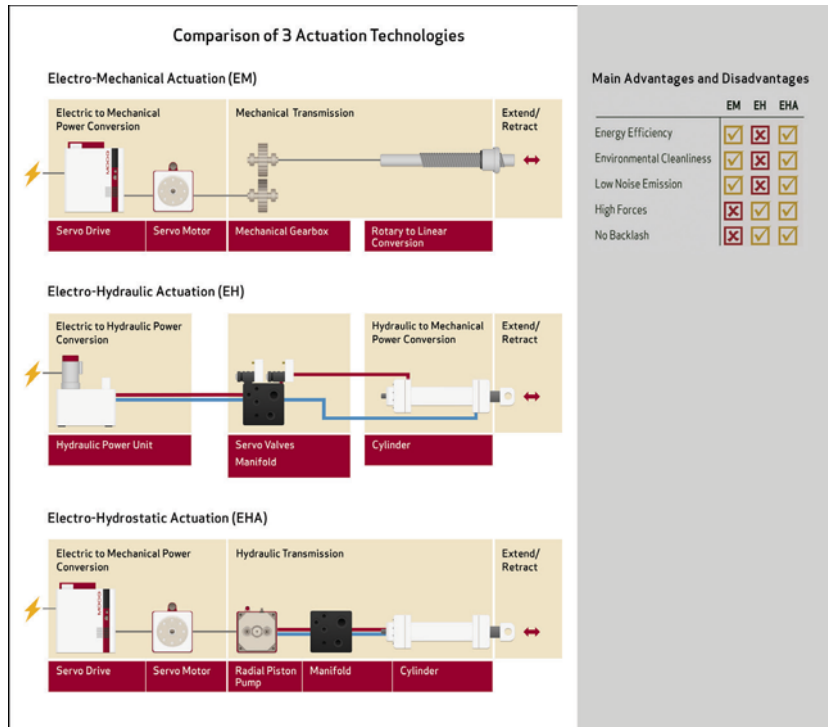 Comparison of 3 Actuation Technologies
Electro-Mechanical Actuation (EM)
Electric to Mechanical
Power Conversion
Mechanical Transmission
Extend/
Retract
MOOG
Servo Drive
Servo Motor
Mechanical Gearbox
Rotary to Linear
Conversion
Electro-Hydraulic Actuation (EH)
Electric to Hydraulic Power
Conversion
Hydraulic to Mechanical
Power Conversion
Extend/
Retract
Hydraulic Power Unit
Servo Valves
Manifold
Cylinder
Electro-Hydrostatic Actuation (EHA)
Electric to Mechanical Power
Conversion
Hydraulic Transmission
Extend/
Retract
MOOG
Servo Drive
Servo Motor
Radial Piston
Pump
Manifold
Cylinder
Main Advantages and Disadvantages
EM EH EHA
Energy Efficiency
Environmental Cleanliness
Low Noise Emission
High Forces
No Backlash